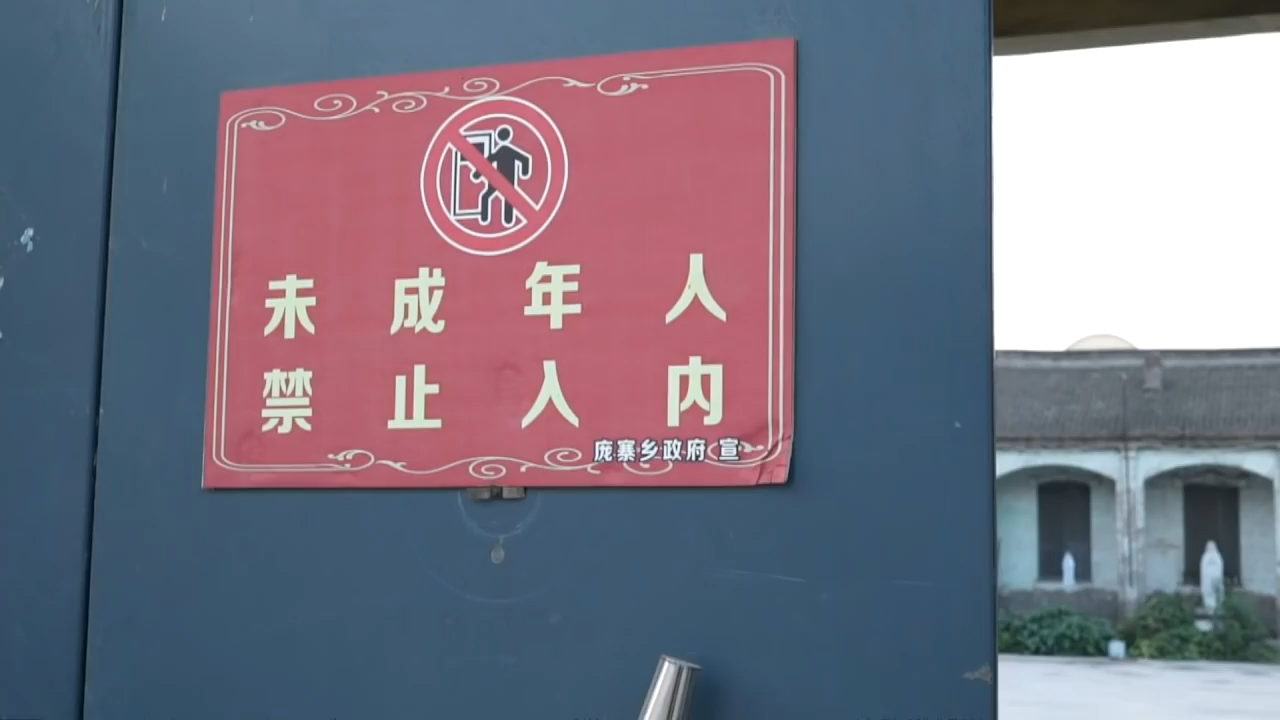 未成年人
禁止入内
庞寨乡政府 宣